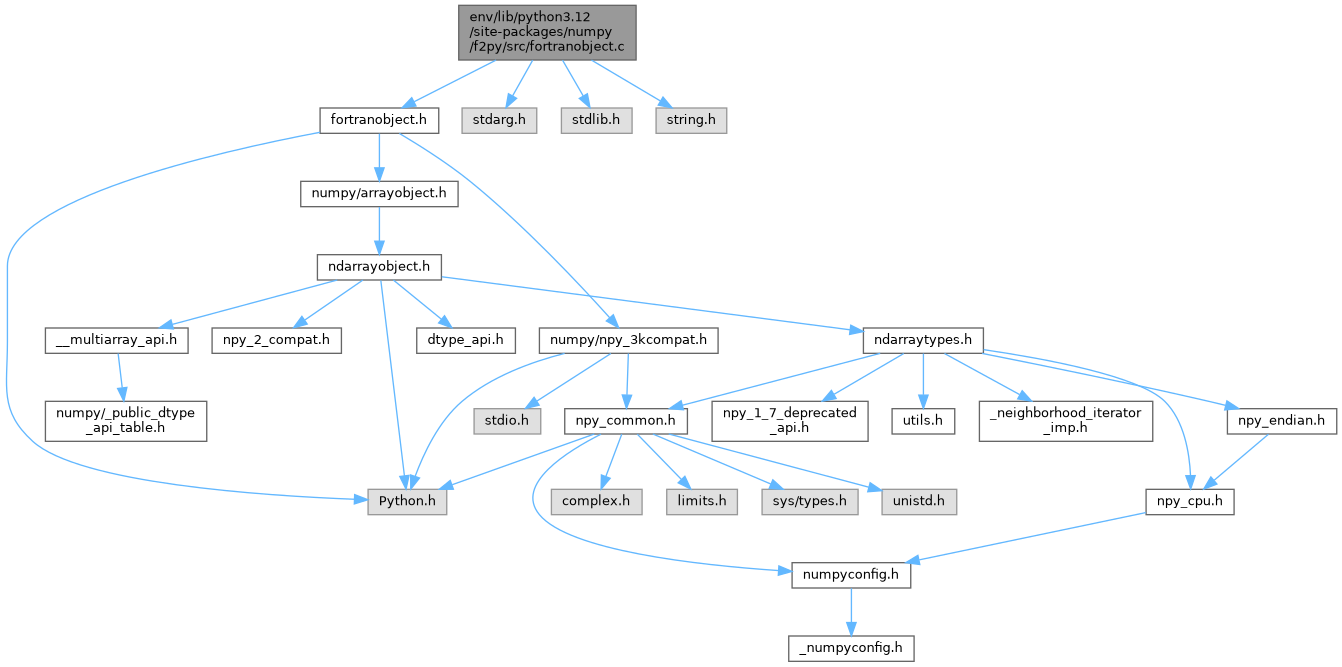 env/lib/python3.12
/site-packages/numpy
/f2py/src/fortranobject.c
fortranobject.h
stdarg.h
stdlib.h
string.h
numpy/arrayobject.h
ndarrayobject.h
__multiarray_api.h
npy_2_compat.h
dtype_api.h
numpy/npy_3kcompat.h
ndarraytypes.h
numpy/_public_dtype
_api_table.h
stdio.h
npy_common.h
npy_1_7_deprecated
_api.h
utils.h
_neighborhood_iterator
_imp.h
npy_endian.h
Python.h
complex.h
limits.h
sys/types.h
unistd.h
npy_cpu.h
numpyconfig.h
_numpyconfig.h